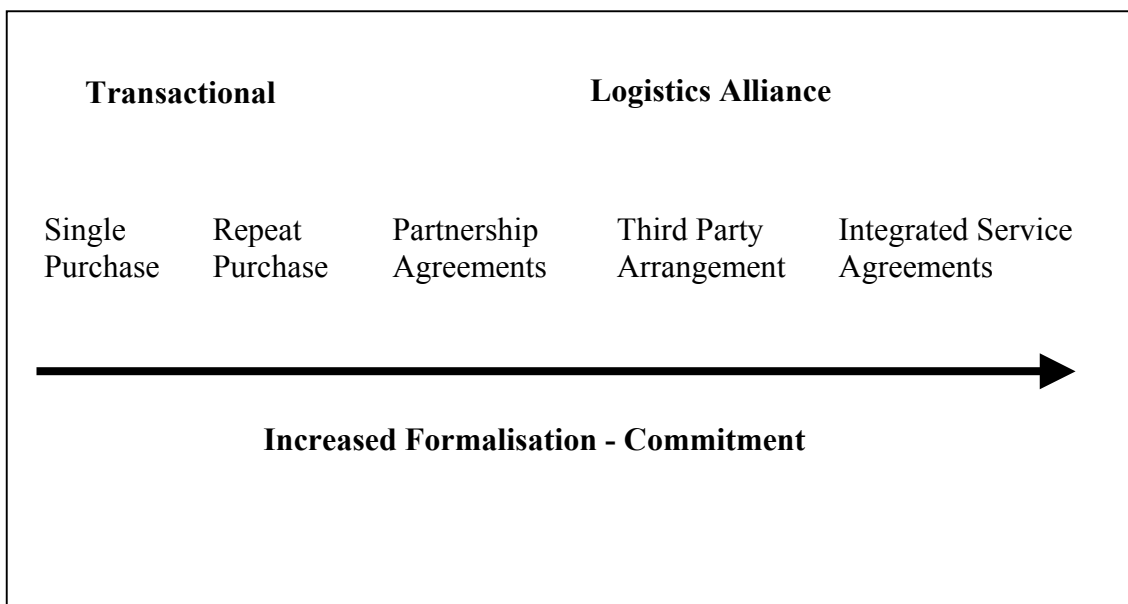 Transactional
Logistics Alliance
Single
Purchase
Repeat
Purchase
Partnership
Agreements
Third Party
Arrangement
Integrated Service
Agreements
Increased Formalisation - Commitment